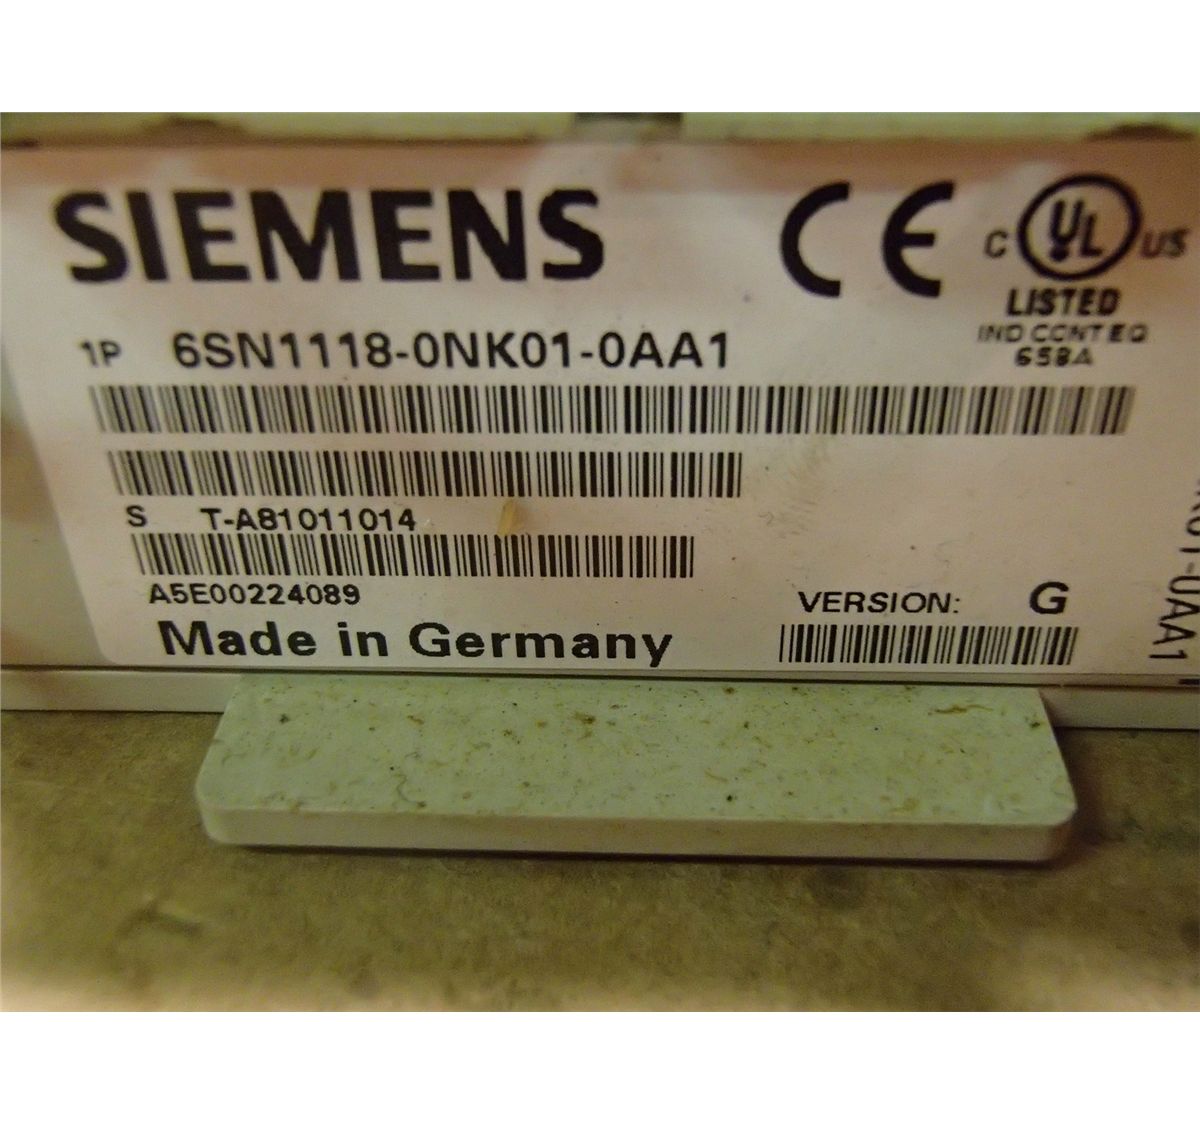 SIEMENS
CE
C UL US
LISTED
IND CONT EQ
658A
1P 6SN1118-0NK01-0AA1
S T-A81011014
A5E00224089
VERSION: G
Made in Germany